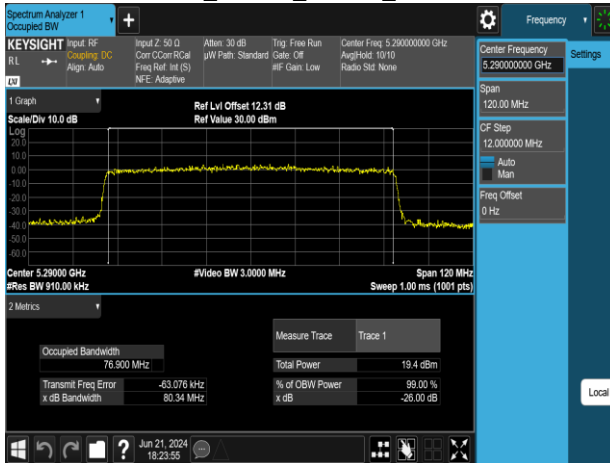 Spectrum Analyzer 1
Occupied BW
Frequency
KEYSIGHT
RL
LXI
Input: RF
Coupling: DC
Align: Auto
Input Z: 50 Ω
Corr CCorr RCal
Freq Ref: Int (S)
NFE: Adaptive
Atten: 30 dB
µW Path: Standard
Trig: Free Run
Gate: Off
#IF Gain: Low
Center Freq: 5.290000000 GHz
Avg|Hold: 10/10
Radio Std: None
Center Frequency
5.290000000 GHz
Settings
Span
120.00 MHz
CF Step
12.000000 MHz
Auto
Man
Freq Offset
0 Hz
Local
1 Graph
Scale/Div 10.0 dB
Ref Lvl Offset 12.31 dB
Ref Value 30.00 dBm
Log
20.0
10.0
0.00
-10.0
-20.0
-30.0
-40.0
-50.0
-60.0
Center 5.29000 GHz
#Video BW 3.0000 MHz
Span 120 MHz
#Res BW 910.00 kHz
Sweep 1.00 ms (1001 pts)
2 Metrics
Measure Trace Trace 1
Occupied Bandwidth
76.900 MHz
Total Power 19.4 dBm
Transmit Freq Error -63.076 kHz
% of OBW Power 99.00 %
x dB Bandwidth 80.34 MHz
x dB -26.00 dB
?
Jun 21, 2024
18:23:55